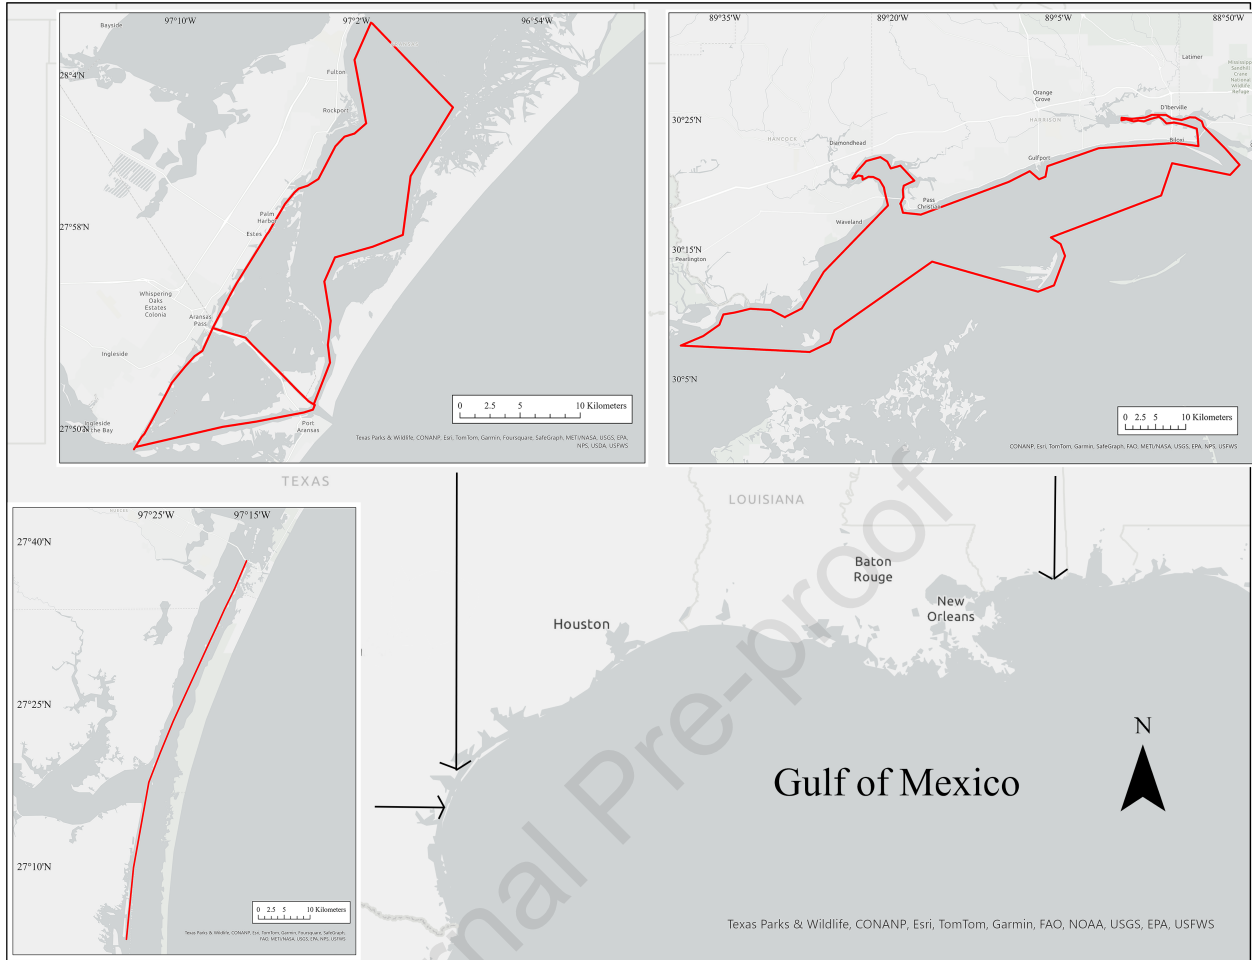 97°10'W
97°2'W
96°54'W
Bayside
28°4'N
Fulton
Rockport
27°58'N
Palm
Harbor
Estes
Whispering
Oaks
Estates
Colonia
Aransas
Pass
Ingleside
27°50'N
Ingleside
on the Bay
Port
Aransas
0 2.5 5 10 Kilometers
Texas Parks & Wildlife, CONANP, Esri, TomTom, Garmin, Foursquare, SafeGraph, METI/NASA, USGS, EPA,
NPS, USDA, USFWS
89°35'W
89°20'W
89°5'W
88°50'W
Latimer
Mississippi
Sandhill
Crane
National
Wildlife
Refuge
Orange
Grove
D'Iberville
30°25'N
HARRISON
HANCOCK
Diamondhead
Biloxi
Gulfport
Pass
Christian
Waveland
30°15'N
Pearlington
30°5'N
0 2.5 5 10 Kilometers
CONANP, Esri, TomTom, Garmin, SafeGraph, FAO, METI/NASA, USGS, EPA, NPS, USFWS
TEXAS
LOUISIANA
97°25'W
97°15'W
27°40'N
27°25'N
27°10'N
0 2.5 5 10 Kilometers
Texas Parks & Wildlife, CONANP, Esri, TomTom, Garmin, Foursquare, SafeGraph,
FAO, METI/NASA, USGS, EPA, NPS, USFWS
Baton
Rouge
New
Orleans
Houston
N
Gulf of Mexico
Texas Parks & Wildlife, CONANP, Esri, TomTom, Garmin, FAO, NOAA, USGS, EPA, USFWS
nal Pre-proof